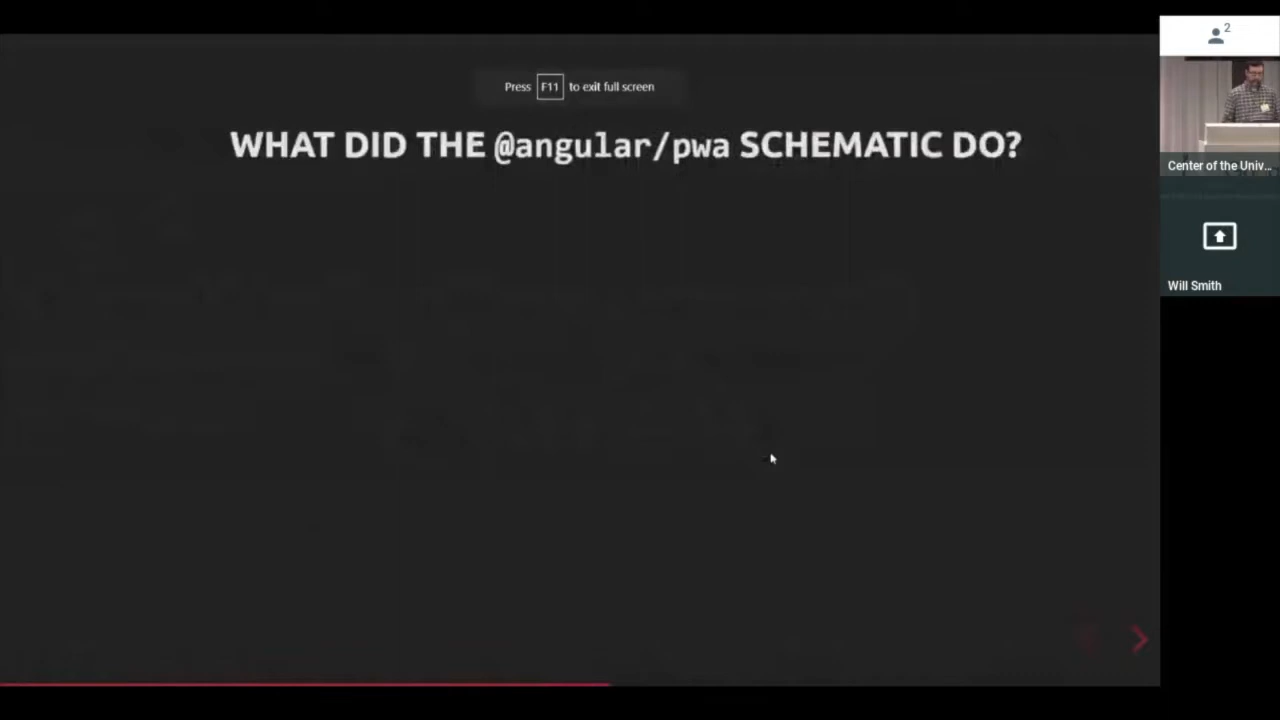 Press F11 to exit full screen
WHAT DID THE @angular/pwa SCHEMATIC DO?
2
Center of the Univ...
Will Smith